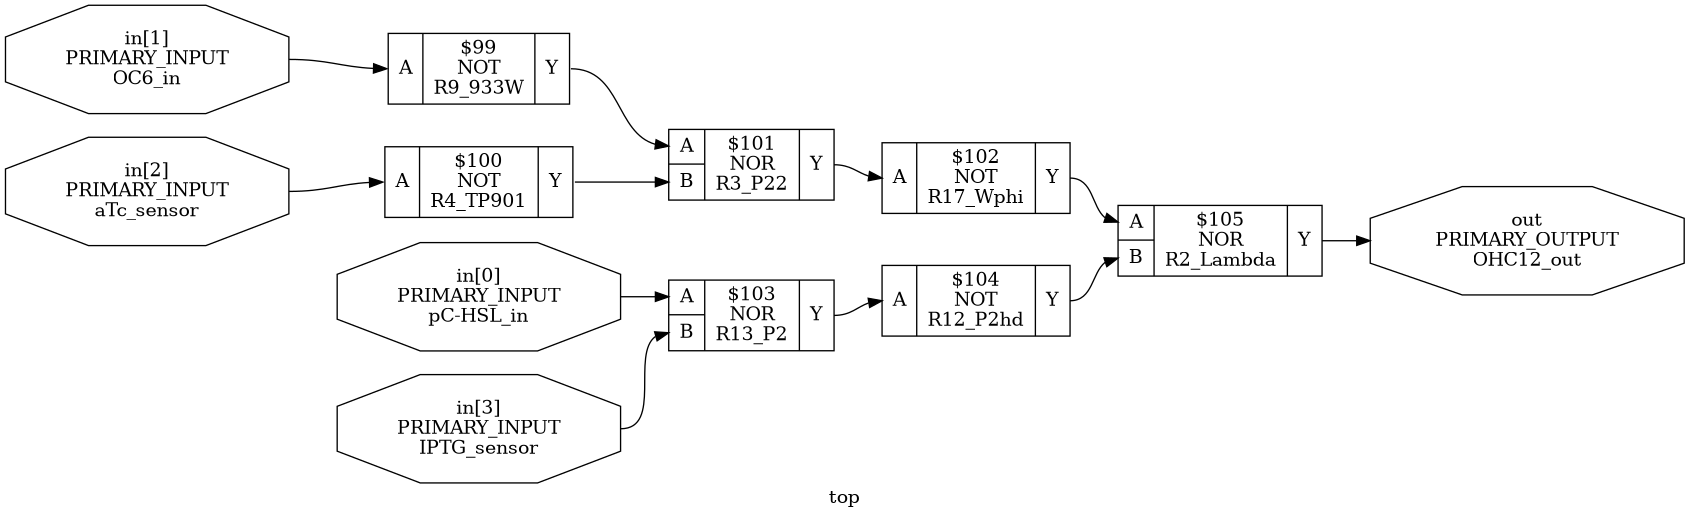 in[1]
PRIMARY_INPUT
OC6_in
A
$99
NOT
R9_933W
Y
in[2]
PRIMARY_INPUT
aTc_sensor
A
$100
NOT
R4_TP901
Y
A
B
$101
NOR
R3_P22
Y
A
$102
NOT
R17_Wphi
Y
in[0]
PRIMARY_INPUT
pC-HSL_in
in[3]
PRIMARY_INPUT
IPTG_sensor
A
B
$103
NOR
R13_P2
Y
A
$104
NOT
R12_P2hd
Y
A
B
$105
NOR
R2_Lambda
Y
out
PRIMARY_OUTPUT
OHC12_out
top